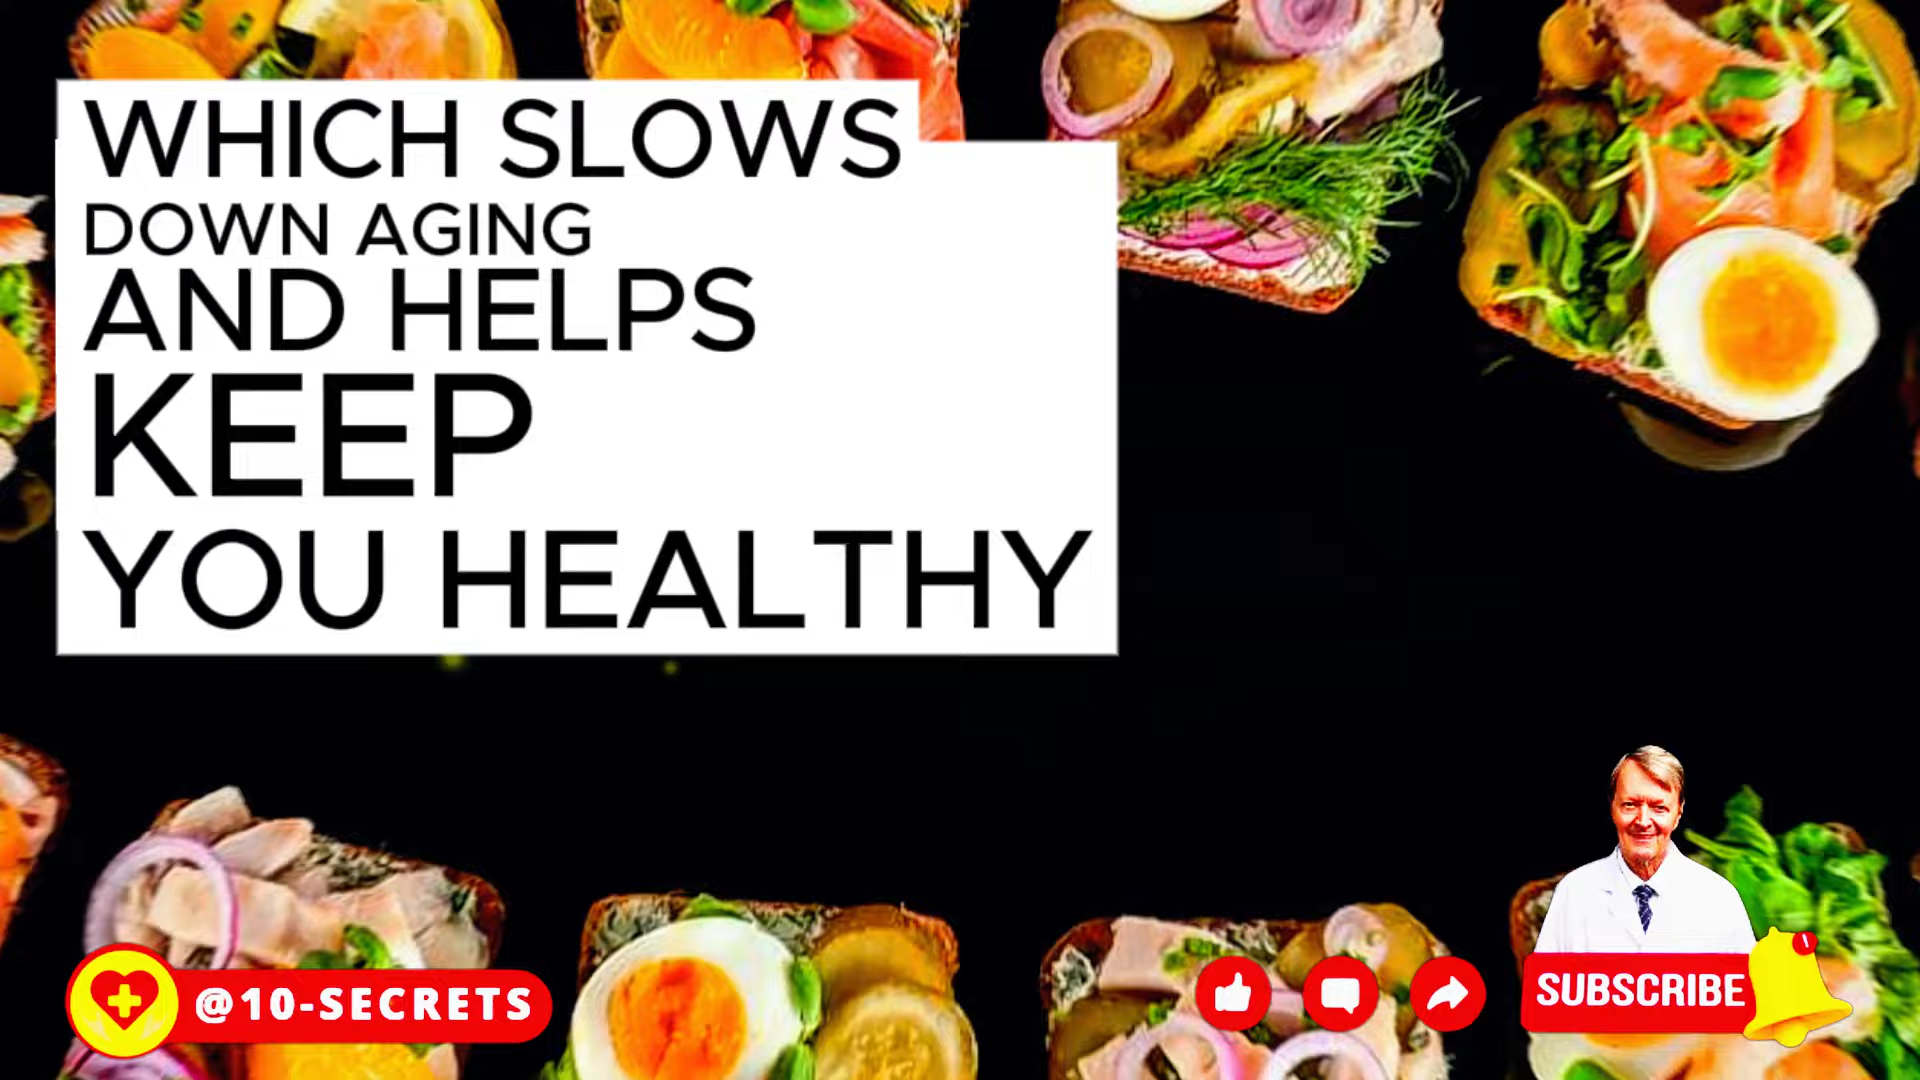 WHICH SLOWS
DOWN AGING
AND HELPS
KEEP
YOU HEALTHY
@10-SECRETS
SUBSCRIBE